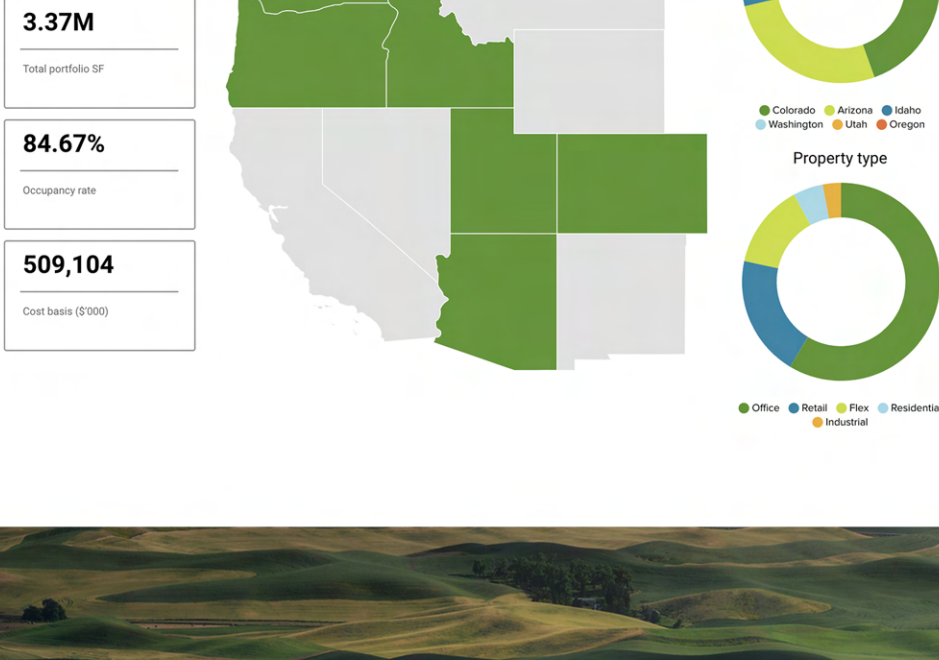 3.37M
Total portfolio SF
84.67%
Occupancy rate
509,104
Cost basis ($'000)
Colorado Arizona Idaho
Washington Utah Oregon
Property type
Office Retail Flex Residentia
Industrial